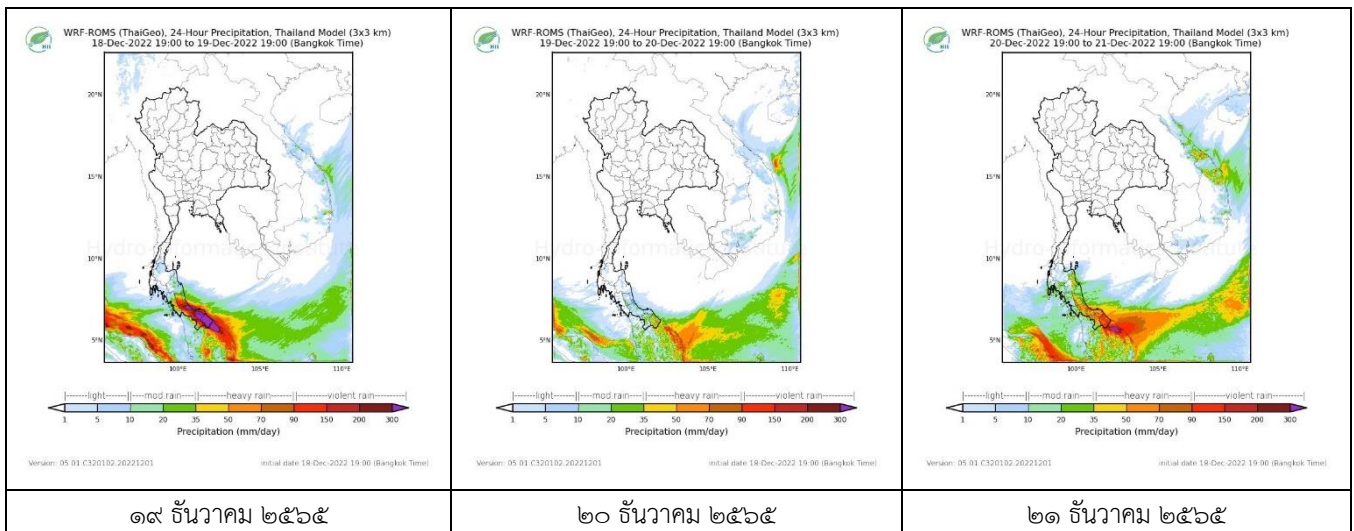 WRF-ROMS (ThaiGeo), 24-Hour Precipitation, Thailand Model (3x3 km)
18-Dec-2022 19:00 to 19-Dec-2022 19:00 (Bangkok Time)
20°N
15°N
10°N
5°N
100°E 105°E 110°E
|-------light-------||---mod.rain---||-------heavy rain-------||-------violent rain-------|
1 5 10 20 35 50 70 90 150 200 300
Precipitation (mm/day)
Version: 05.01.C320102.20221201 initial date 18-Dec-2022 19:00 (Bangkok Time)
๑๙ ธันวาคม ๒๕๖๕
WRF-ROMS (ThaiGeo), 24-Hour Precipitation, Thailand Model (3x3 km)
19-Dec-2022 19:00 to 20-Dec-2022 19:00 (Bangkok Time)
20°N
15°N
10°N
5°N
100°E 105°E 110°E
|-------light-------||---mod.rain---||-------heavy rain-------||-------violent rain-------|
1 5 10 20 35 50 70 90 150 200 300
Precipitation (mm/day)
Version: 05.01.C320102.20221201 initial date 18-Dec-2022 19:00 (Bangkok Time)
๒๐ ธันวาคม ๒๕๖๕
WRF-ROMS (ThaiGeo), 24-Hour Precipitation, Thailand Model (3x3 km)
20-Dec-2022 19:00 to 21-Dec-2022 19:00 (Bangkok Time)
20°N
15°N
10°N
5°N
100°E 105°E 110°E
|-------light-------||---mod.rain---||-------heavy rain-------||-------violent rain-------|
1 5 10 20 35 50 70 90 150 200 300
Precipitation (mm/day)
Version: 05.01.C320102.20221201 initial date 18-Dec-2022 19:00 (Bangkok Time)
๒๑ ธันวาคม ๒๕๖๕